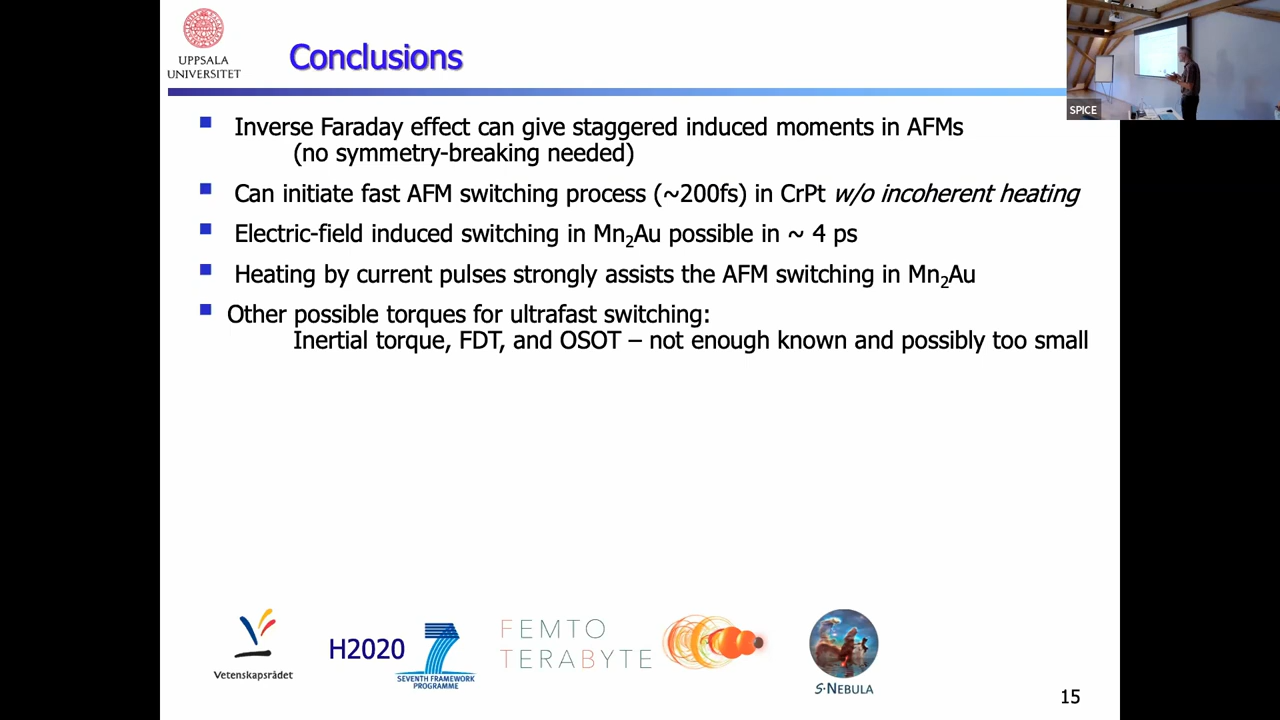 UPPSALA
UNIVERSITET
Conclusions
SPICE
Inverse Faraday effect can give staggered induced moments in AFMs
(no symmetry-breaking needed)
Can initiate fast AFM switching process (~200fs) in CrPt w/o incoherent heating
Electric-field induced switching in Mn₂Au possible in ~ 4 ps
Heating by current pulses strongly assists the AFM switching in Mn₂Au
Other possible torques for ultrafast switching:
Inertial torque, FDT, and OSOT – not enough known and possibly too small
Vetenskapsrådet
H2020
7
SEVENTH FRAMEWORK
PROGRAMME
FEMTO
TERABYTE
S-NEBULA
15